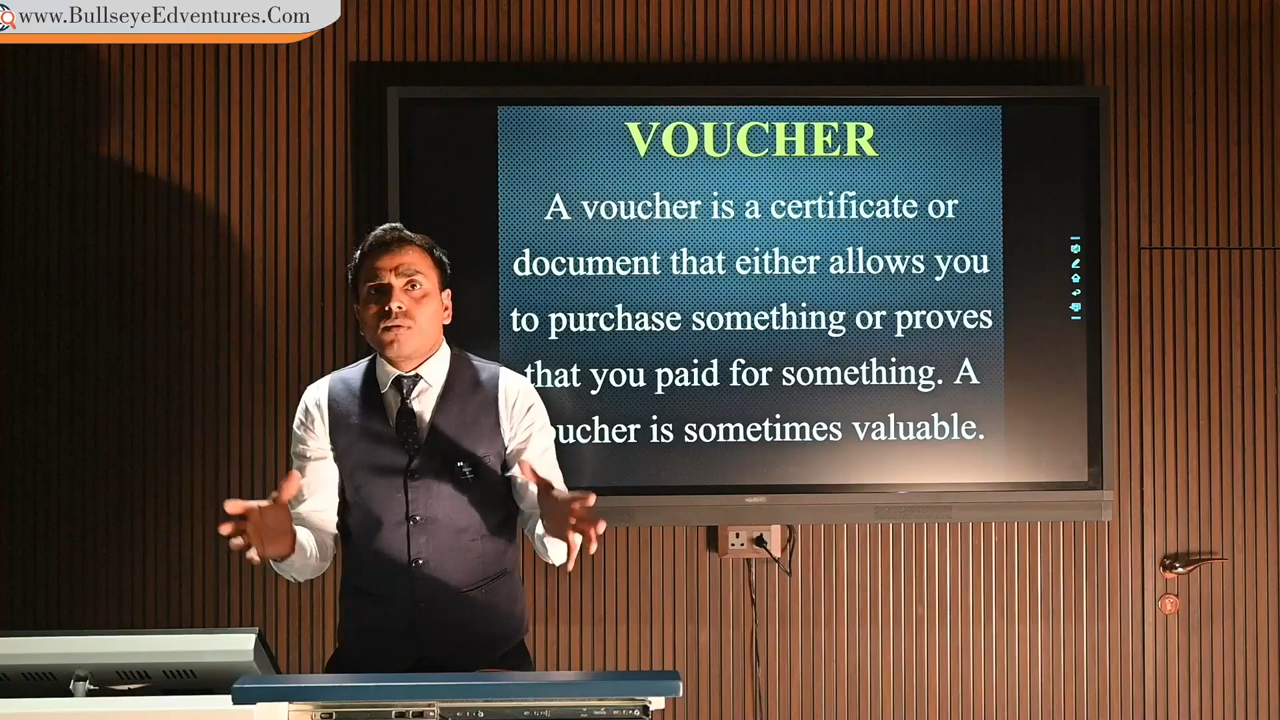 www.BullseyeEdventures.Com
VOUCHER
A voucher is a certificate or
document that either allows you
to purchase something or proves
that you paid for something. A
oucher is sometimes valuable.